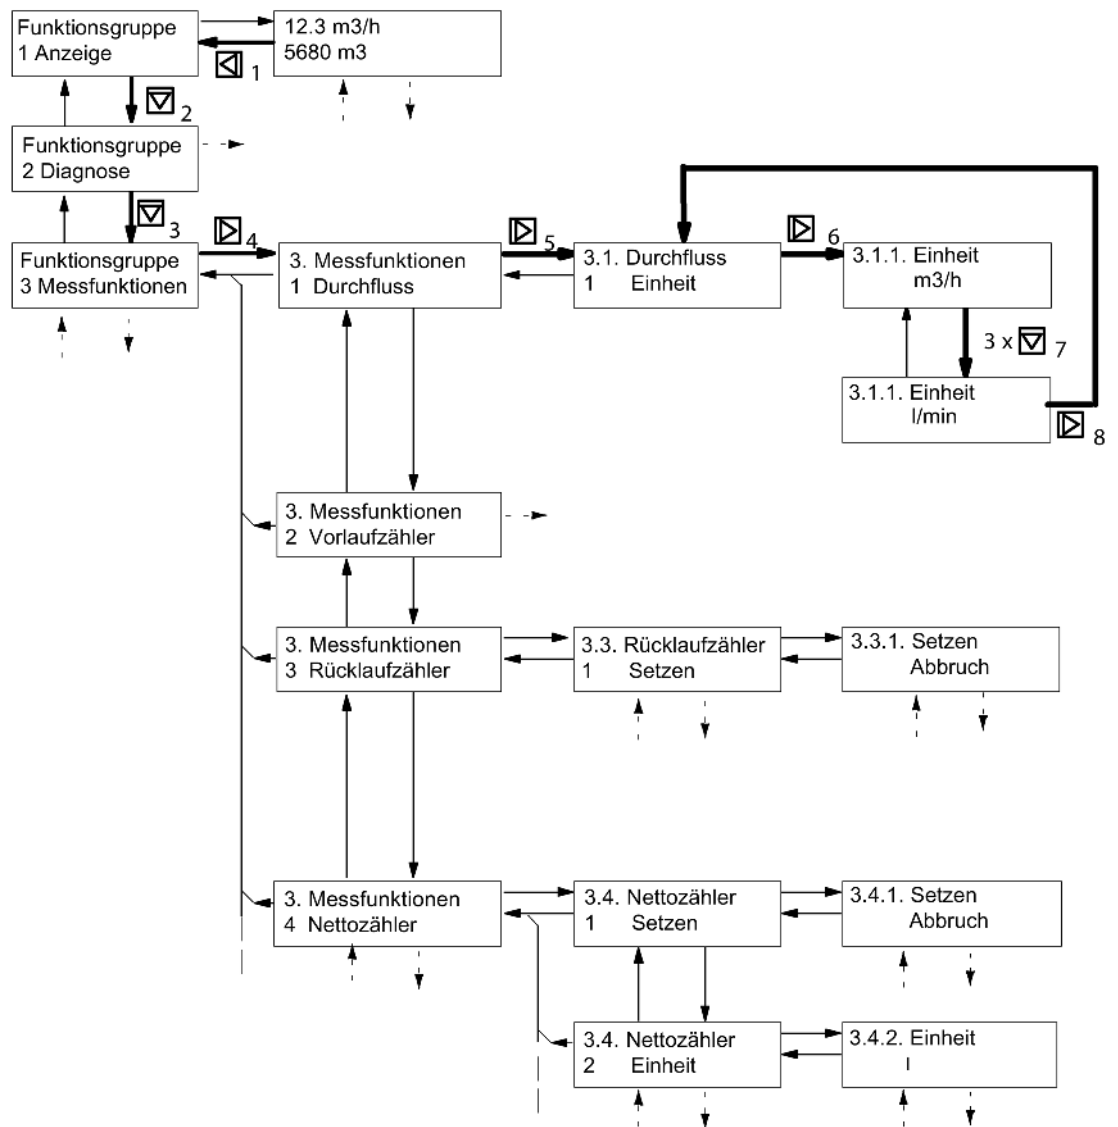 Funktionsgruppe
1 Anzeige
12.3 m3/h
5680 m3
1
2
Funktionsgruppe
2 Diagnose
3
Funktionsgruppe
3 Messfunktionen
4
3. Messfunktionen
1 Durchfluss
5
3.1. Durchfluss
1 Einheit
6
3.1.1. Einheit
m3/h
3 x 7
3.1.1. Einheit
l/min
8
3. Messfunktionen
2 Vorlaufzähler
3. Messfunktionen
3 Rücklaufzähler
3.3. Rücklaufzähler
1 Setzen
3.3.1. Setzen
Abbruch
3. Messfunktionen
4 Nettozähler
3.4. Nettozähler
1 Setzen
3.4.1. Setzen
Abbruch
3.4. Nettozähler
2 Einheit
3.4.2. Einheit
l